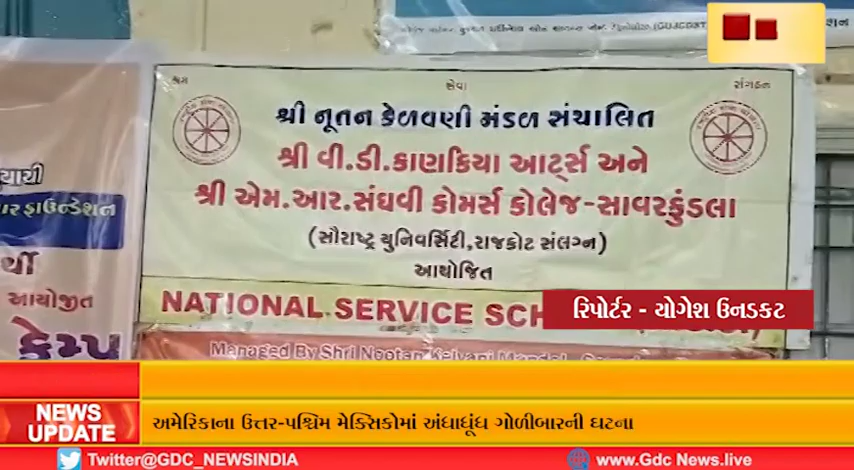 શ્રમ
સેવા
સંગઠન
શ્રી નૂતન કેળવણી મંડળ સંચાલિત
શ્રી વી.ડી.કાણકિયા આર્ટ્સ અને
શ્રી એમ.આર.સંઘવી કોમર્સ કોલેજ-સાવરકુંડલા
(સૌરાષ્ટ્ર યુનિવર્સિટી,રાજકોટ સંલગ્ન)
આયોજિત
NATIONAL SERVICE
Managed By Shri Nootan Kelvani Mandal
ફાઉન્ડેશન
આયોજીત
કેમ્પ
રિપોર્ટર - યોગેશ ઉનડકટ
NEWS
UPDATE
અમેરિકાના ઉત્તર-પશ્ચિમ મેક્સિકોમાં અંધાધૂંધ ગોળીબારની ઘટના
Twitter@GDC_NEWSINDIA
www.Gdc News.live